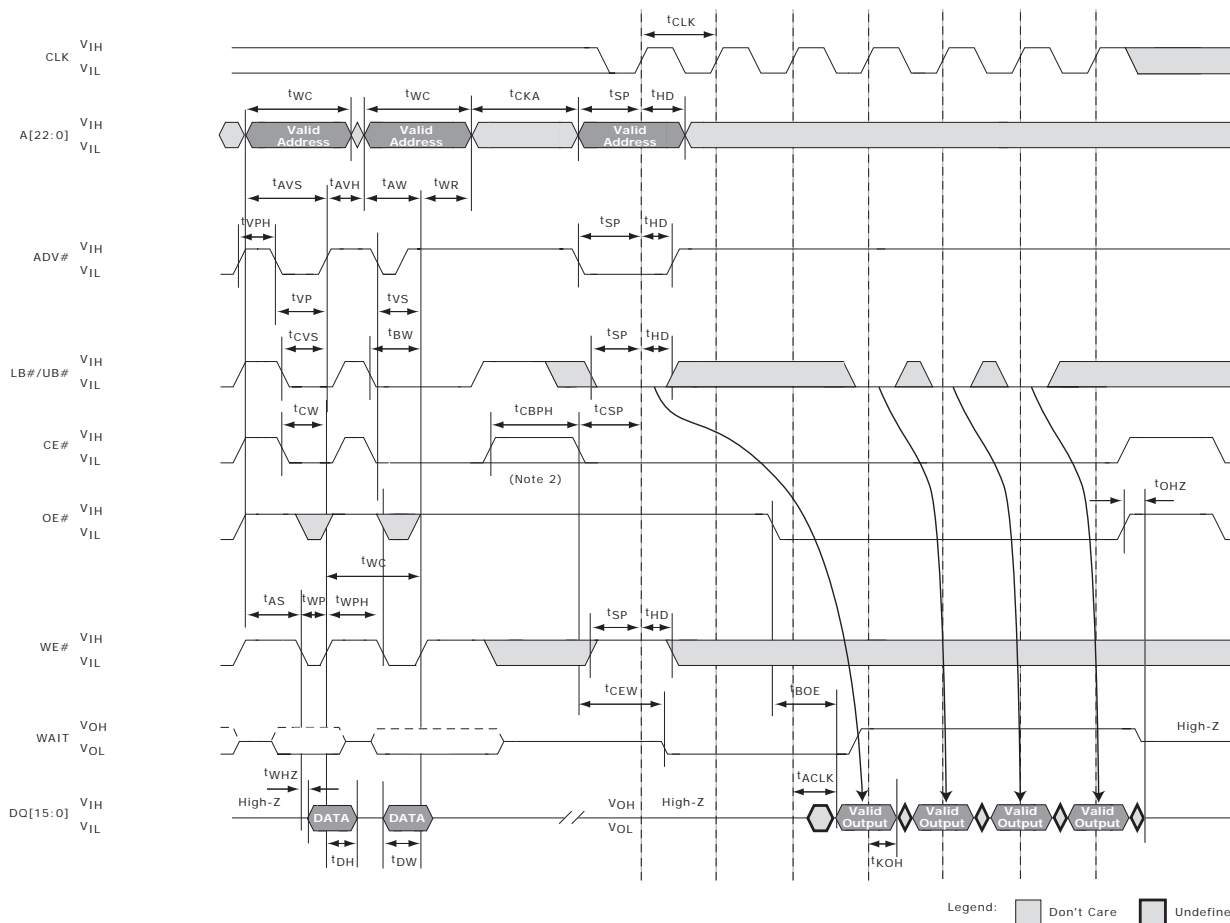 tCLK
CLK VIH
VIL
tWC tWC tCKA tSP tHD
A[22:0] VIH
VIL
Valid Address Valid Address Valid Address
tAVS tAVH tAW tWR
tVPH tSP tHD
ADV# VIH
VIL
tVP tVS
tCVS tBW tSP tHD
LB#/UB# VIH
VIL
tCW tCBPH tCSP
CE# VIH
VIL
(Note 2)
tOHZ
OE# VIH
VIL
tWC
tAS tWP tWPH tSP tHD
WE# VIH
VIL
tCEW tBOE
WAIT VOH
VOL
High-Z
tWHZ tACLK
High-Z VOH High-Z
DQ[15:0] VIH
VIL
DATA DATA VOL Valid Output Valid Output Valid Output Valid Output
tDH tDW tKOH
Legend: Don't Care Undefine